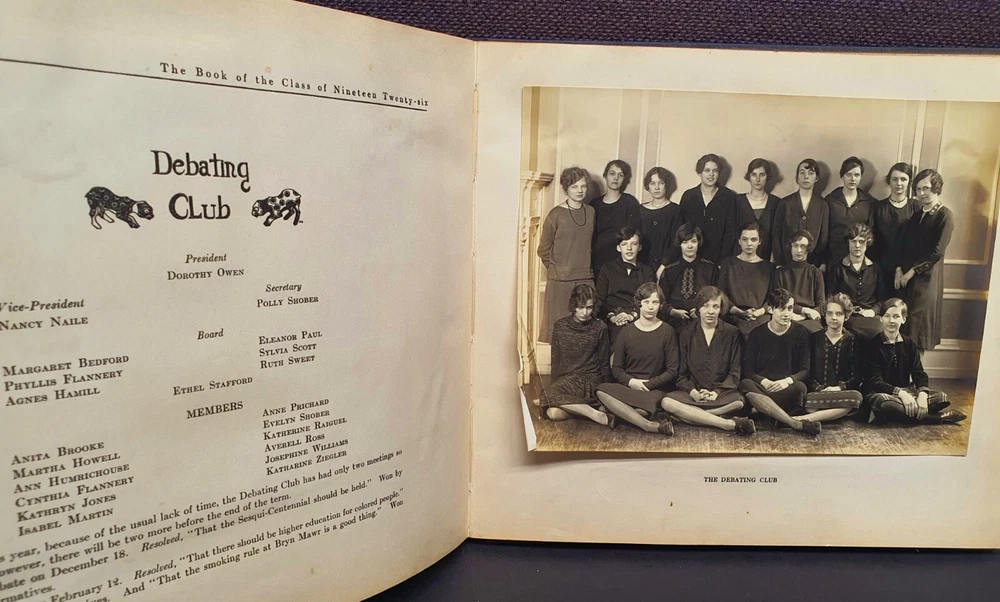 The Book of the Class of Nineteen Twenty-six
Debating
Club
President
DOROTHY OWEN
Vice-President
NANCY NAILE
Secretary
POLLY SHOBER
Board
MARGARET BEDFORD
PHYLLIS FLANNERY
AGNES HAMILL
ELEANOR PAUL
SYLVIA SCOTT
RUTH SWEET
ETHEL STAFFORD
MEMBERS
ANITA BROOKE
MARTHA HOWELL
ANN HUMRICHOUSE
CYNTHIA FLANNERY
KATHRYN JONES
ISABEL MARTIN
ANNE PRICHARD
EVELYN SHOBER
KATHERINE RAIGUEL
AVERELL ROSS
JOSEPHINE WILLIAMS
KATHARINE ZIEGLER
year, because of the usual lack of time, the Debating Club has had only two meetings so
however, there will be two more before the end of the term.
bate on December 18. Resolved, "That the Sesqui-Centennial should be held." Won by
rmatives.
February 12. Resolved, "That there should be higher education for colored people."
And "That the smoking rule at Bryn Mawr is a good thing." Won
THE DEBATING CLUB